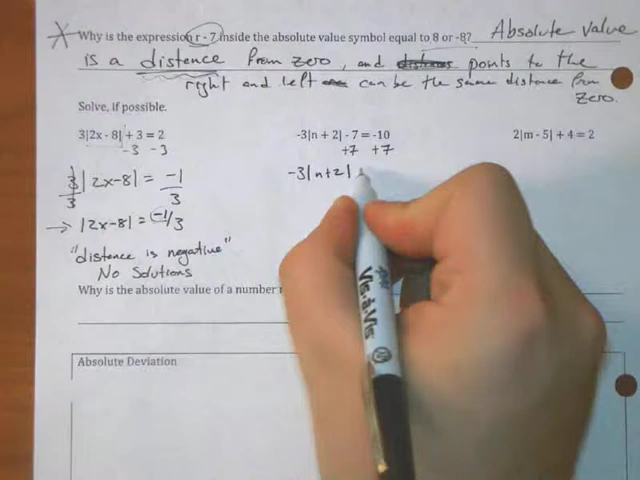 Why is the expression r - 7 inside the absolute value symbol equal to 8 or -8? Absolute value
is a distance from zero, and points to the
right and left can be the same distance from
zero.
Solve, if possible.
3|2x - 8| + 3 = 2
-3 -3
3|2x-8| = -1
3 3
→ |2x-8| = -1/3
"distance is negative"
No Solutions
-3|n + 2| - 7 = -10
+7 +7
-3|n+2|
2|m - 5| + 4 = 2
Why is the absolute value of a number
Absolute Deviation
Vis-à-Vis